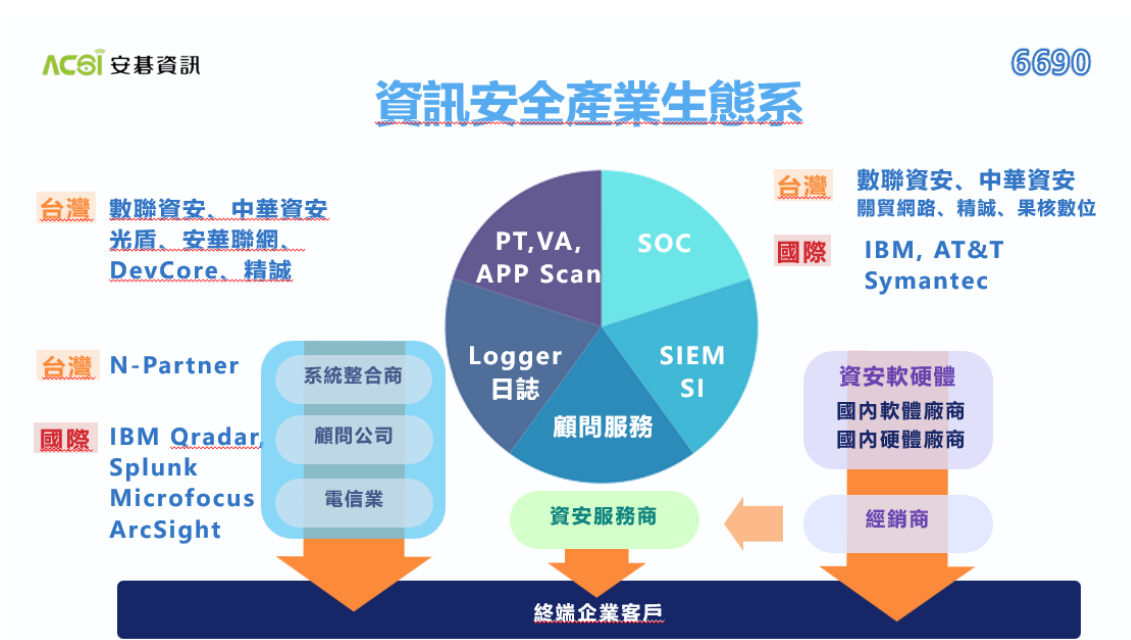 ACSI 安碁資訊
6690
資訊安全產業生態系
台灣
數聯資安、中華資安
光盾、安華聯網、
DevCore、精誠
台灣
數聯資安、中華資安
關貿網路、精誠、果核數位
國際
IBM, AT&T
Symantec
PT,VA,
APP Scan
SOC
Logger
日誌
SIEM
SI
顧問服務
台灣
N-Partner
國際
IBM Qradar,
Splunk
Microfocus
ArcSight
系統整合商
顧問公司
電信業
資安服務商
資安軟硬體
國內軟體廠商
國內硬體廠商
經銷商
終端企業客戶